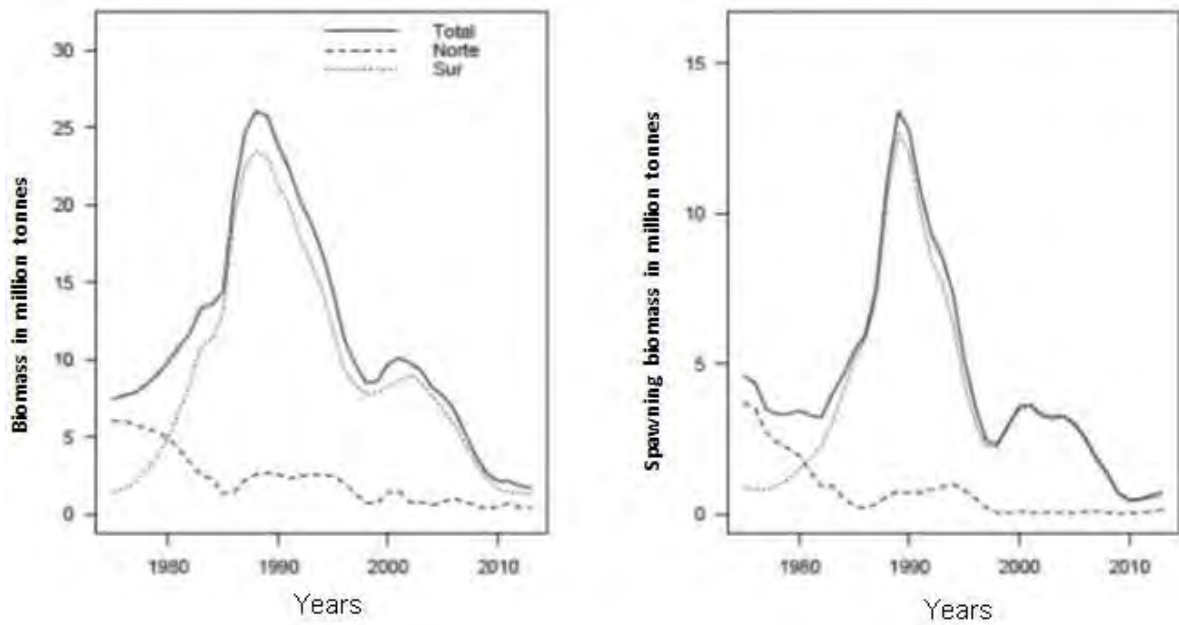 Total
Norte
Sur
Biomass in million tonnes
30
25
20
15
10
5
0
1980
1990
2000
2010
Years
Spawning biomass in million tonnes
15
10
5
0
1980
1990
2000
2010
Years